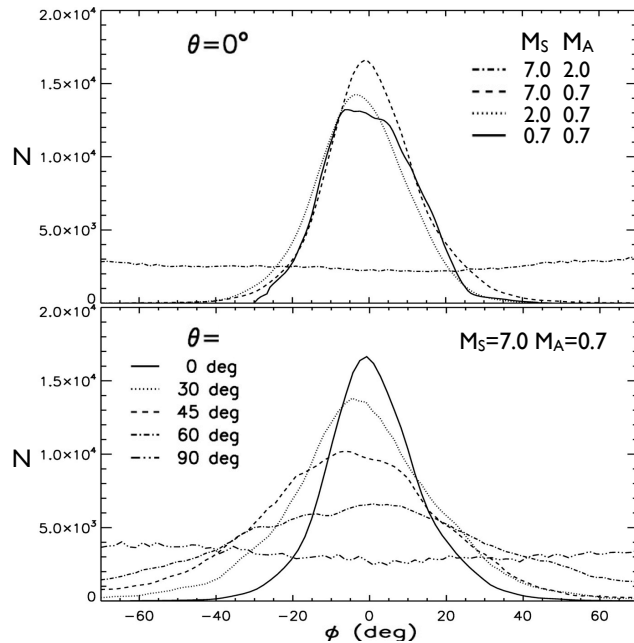 θ=0°
M_S M_A
7.0 2.0
7.0 0.7
2.0 0.7
0.7 0.7
2.0×10⁴
1.5×10⁴
1.0×10⁴
5.0×10³
0
N
θ=
M_S=7.0 M_A=0.7
0 deg
30 deg
45 deg
60 deg
90 deg
2.0×10⁴
1.5×10⁴
1.0×10⁴
5.0×10³
0
N
-60 -40 -20 0 20 40 60
ϕ (deg)